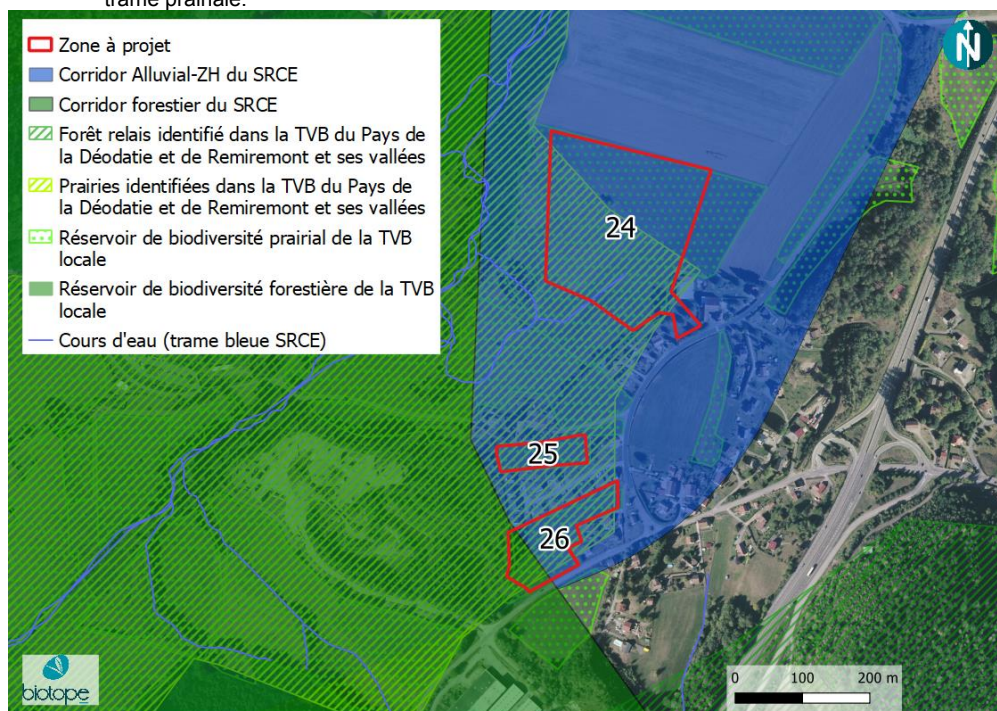 trame prairiale.
Zone à projet
Corridor Alluvial-ZH du SRCE
Corridor forestier du SRCE
Forêt relais identifié dans la TVB du Pays de
la Déodatie et de Remiremont et ses vallées
Prairies identifiées dans la TVB du Pays de
la Déodatie et de Remiremont et ses vallées
Réservoir de biodiversité prairial de la TVB
locale
Réservoir de biodiversité forestière de la TVB
locale
Cours d'eau (trame bleue SRCE)
N
24
25
26
biotope
0 100 200 m